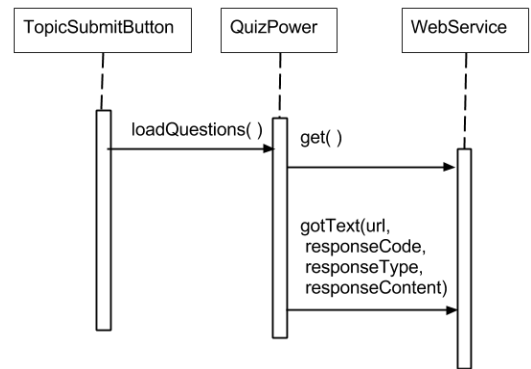 TopicSubmitButton
QuizPower
WebService
loadQuestions( )
get( )
gotText(url,
responseCode,
responseType,
responseContent)